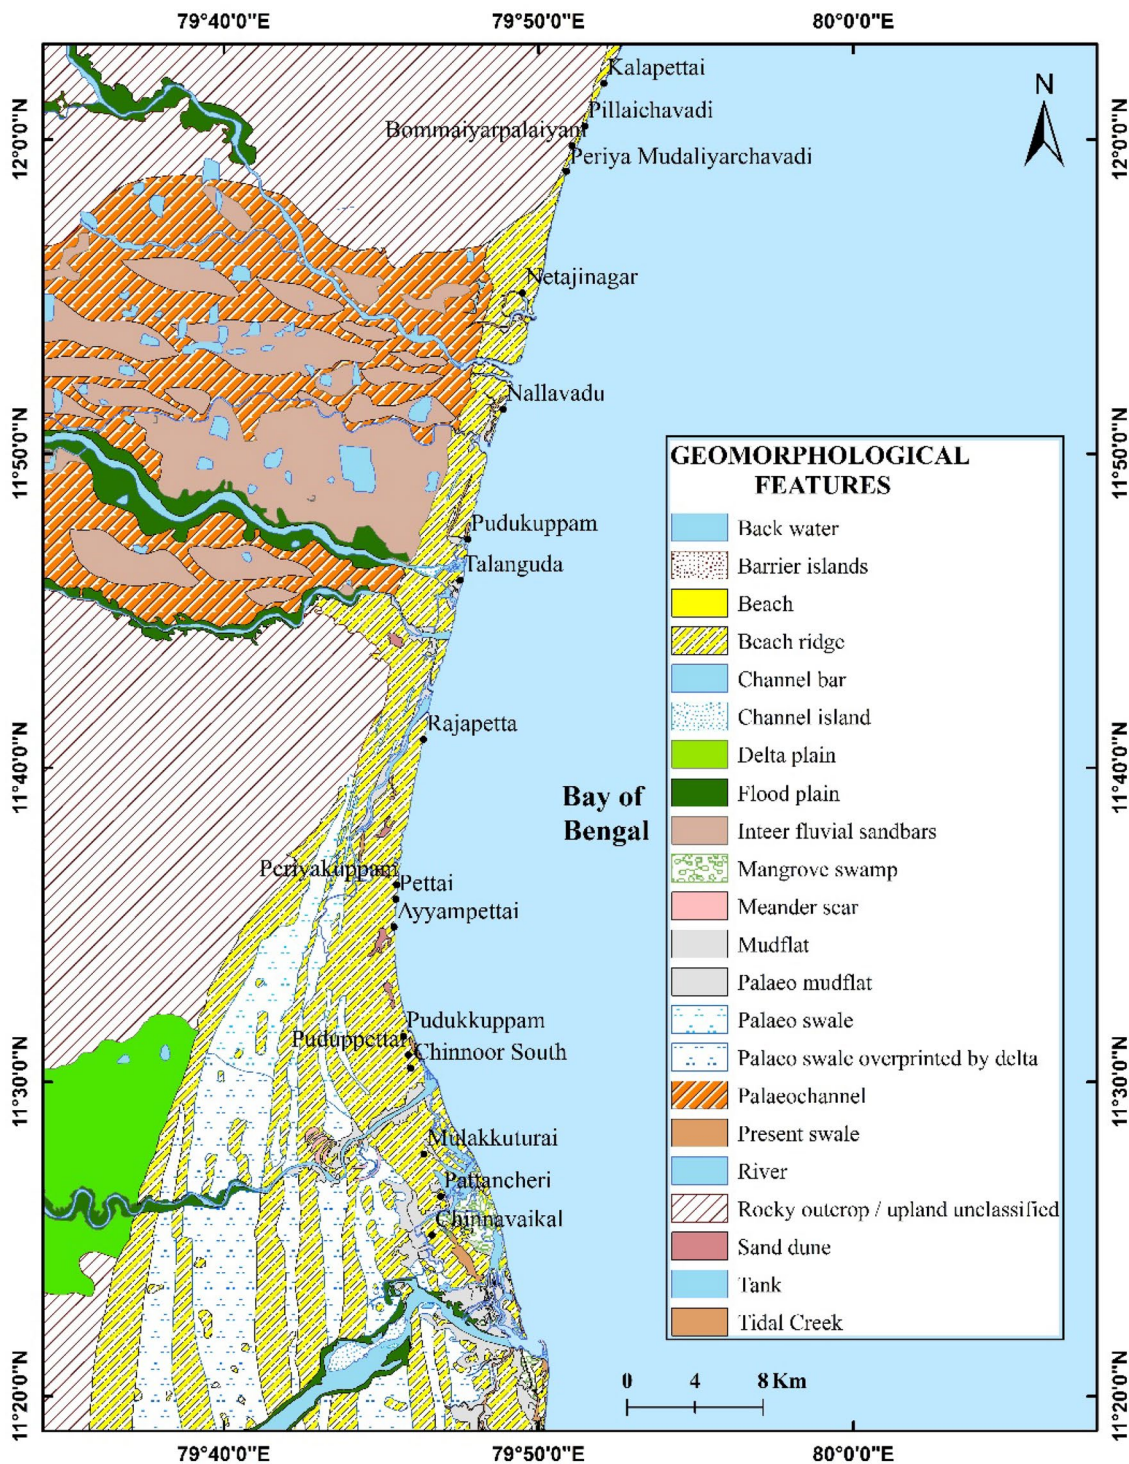 79°40'0"E
79°50'0"E
80°0'0"E
12°0'0"N
12°0'0"N
N
Kalapettai
Pillaichavadi
Bommaiyarpalaiyam
Periya Mudaliyarchavadi
Netajinagar
Nallavadu
11°50'0"N
11°50'0"N
Pudukuppam
Talanguda
Rajapetta
11°40'0"N
11°40'0"N
Bay of
Bengal
Periyakuppam
Pettai
Ayyampettai
Pudukkuppam
Puduppettai
Chinnoor South
11°30'0"N
11°30'0"N
Mulakkuturai
Pattancheri
Chinnavaikal
11°20'0"N
11°20'0"N
GEOMORPHOLOGICAL
FEATURES
Back water
Barrier islands
Beach
Beach ridge
Channel bar
Channel island
Delta plain
Flood plain
Inteer fluvial sandbars
Mangrove swamp
Meander scar
Mudflat
Palaeo mudflat
Palaeo swale
Palaeo swale overprinted by delta
Palaeochannel
Present swale
River
Rocky outcrop / upland unclassified
Sand dune
Tank
Tidal Creek
0 4 8 Km
79°40'0"E
79°50'0"E
80°0'0"E